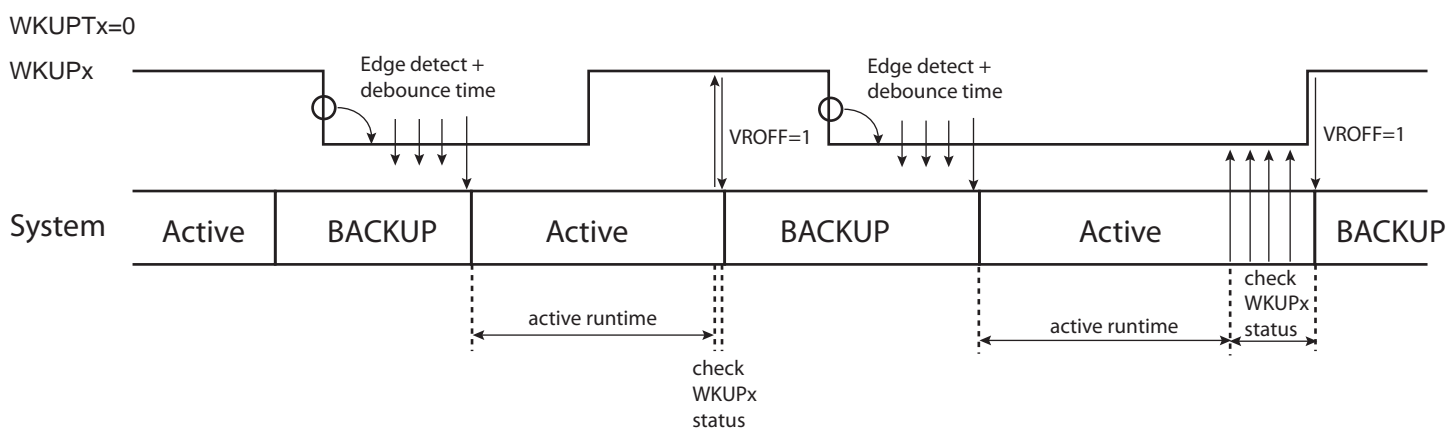 WKUPTx=0
WKUPx
Edge detect +
debounce time
VROFF=1
Edge detect +
debounce time
VROFF=1
System
Active
BACKUP
Active
BACKUP
Active
BACKUP
active runtime
check
WKUPx
status
active runtime
check
WKUPx
status